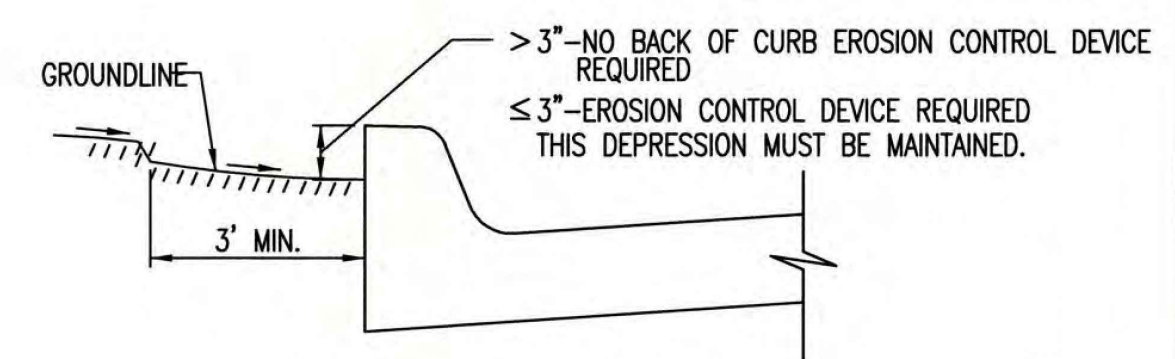 > 3"-NO BACK OF CURB EROSION CONTROL DEVICE
REQUIRED
GROUNDLINE
≤ 3"-EROSION CONTROL DEVICE REQUIRED
THIS DEPRESSION MUST BE MAINTAINED.
3' MIN.